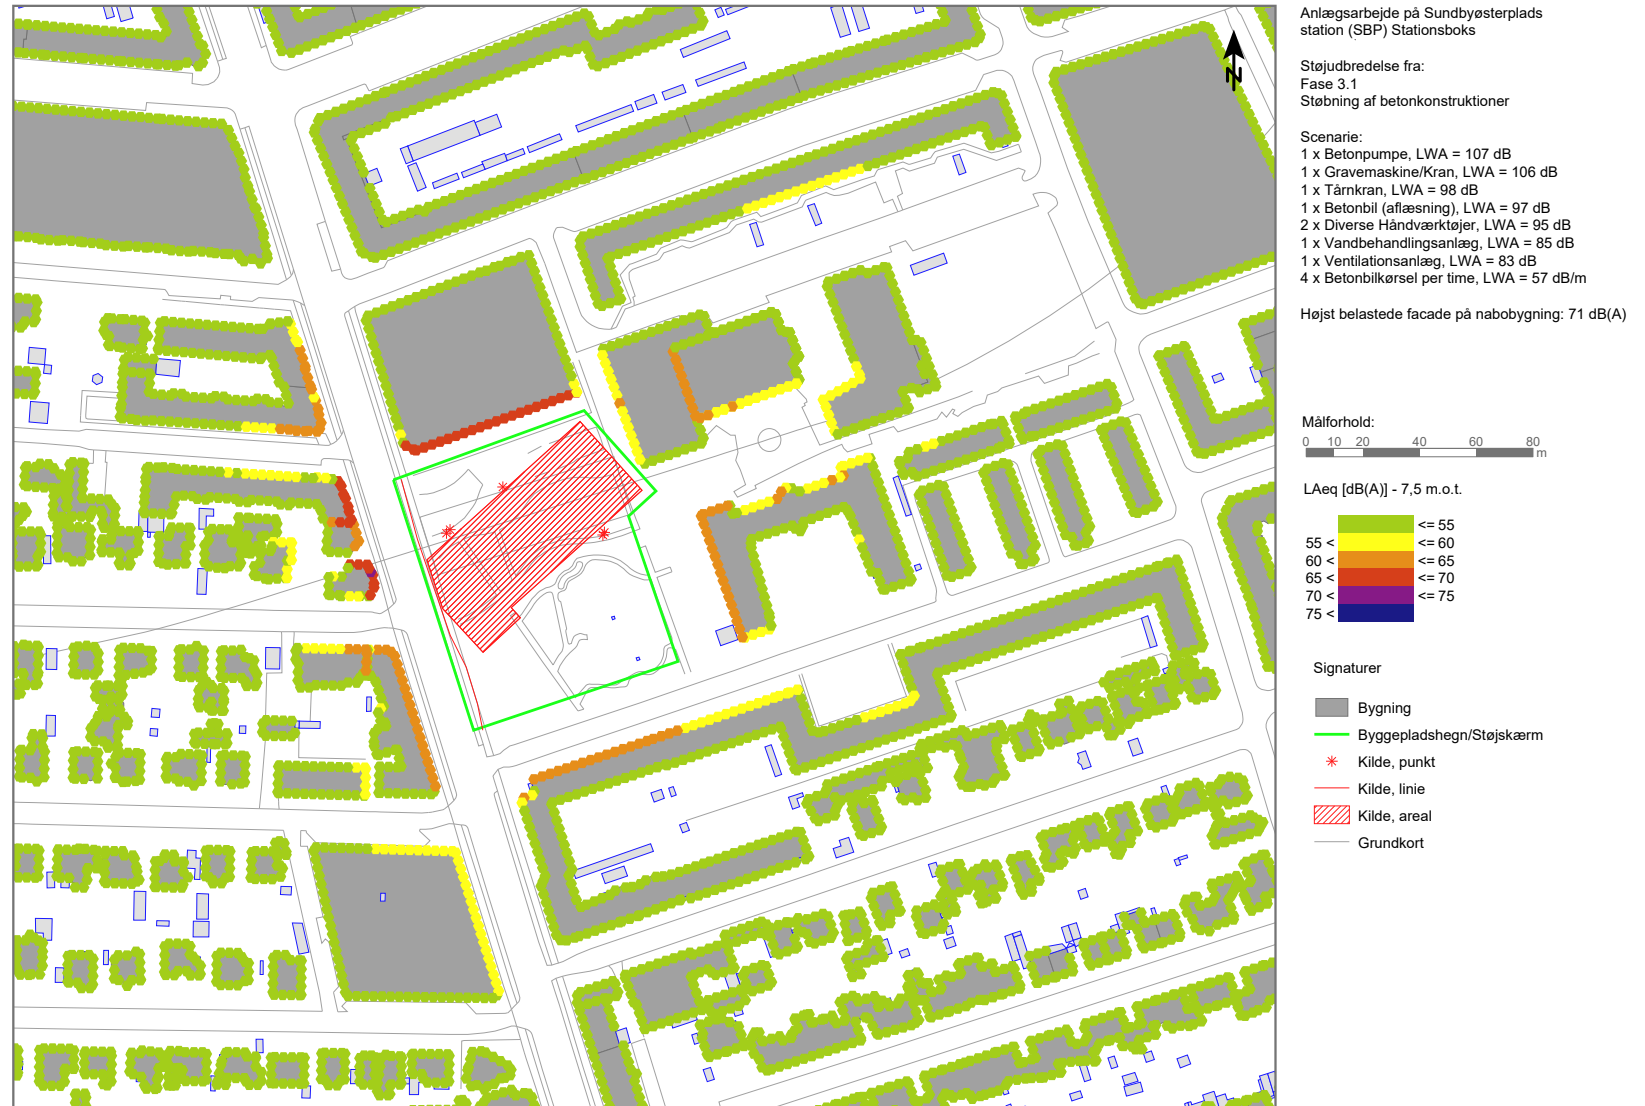 Anlægsarbejde på Sundbyøsterplads
station (SBP) Stationsboks
Støjudbredelse fra:
Fase 3.1
Støbning af betonkonstruktioner
Scenarie:
1 x Betonpumpe, LWA = 107 dB
1 x Gravemaskine/Kran, LWA = 106 dB
1 x Tårnkran, LWA = 98 dB
1 x Betonbil (aflæsning), LWA = 97 dB
2 x Diverse Håndværktøjer, LWA = 95 dB
1 x Vandbehandlingsanlæg, LWA = 85 dB
1 x Ventilationsanlæg, LWA = 83 dB
4 x Betonbilkørsel per time, LWA = 57 dB/m
Højst belastede facade på nabobygning: 71 dB(A)
N
Målforhold:
0 10 20 40 60 80
m
LAeq [dB(A)] - 7,5 m.o.t.
<= 55
55 < <= 60
60 < <= 65
65 < <= 70
70 < <= 75
75 <
Signaturer
Bygning
Byggepladshegn/Støjskærm
Kilde, punkt
Kilde, linie
Kilde, areal
Grundkort